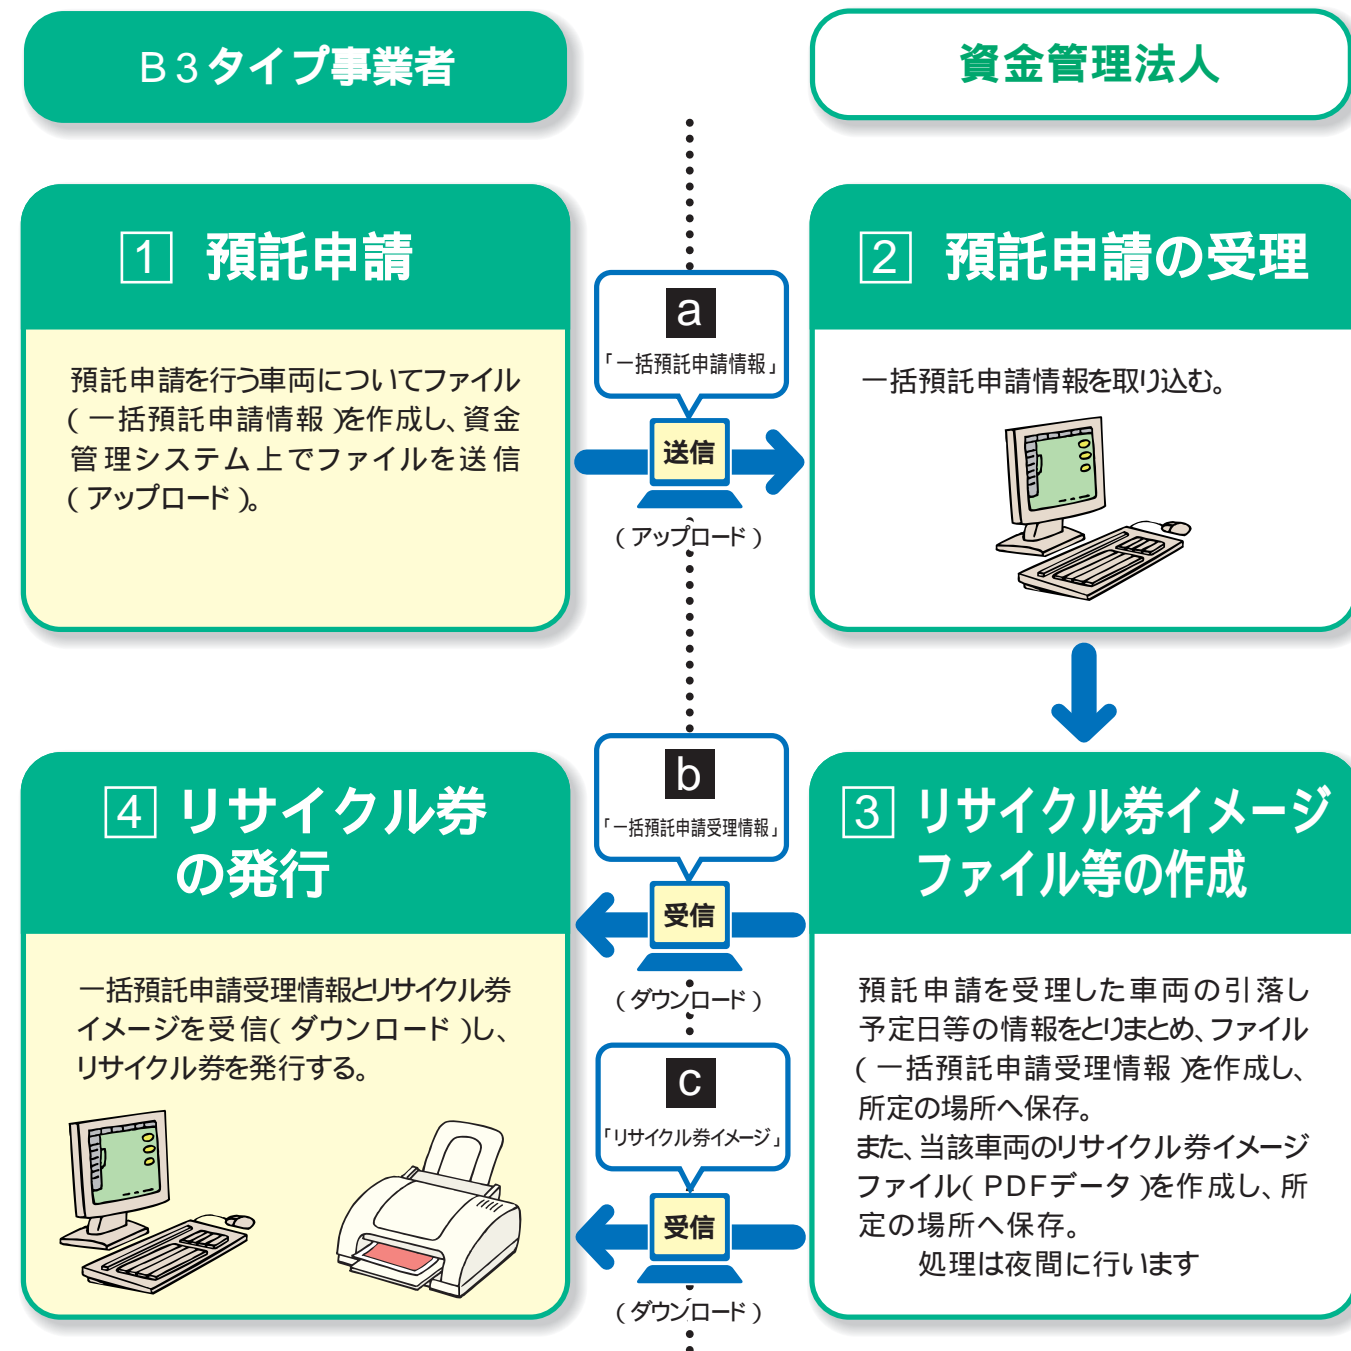 B3タイプ事業者
資金管理法人
1 預託申請
預託申請を行う車両についてファイル
(一括預託申請情報)を作成し、資金
管理システム上でファイルを送信
(アップロード)。
a
「一括預託申請情報」
送信
(アップロード)
2 預託申請の受理
一括預託申請情報を取り込む。
3 リサイクル券イメージ
ファイル等の作成
預託申請を受理した車両の引落し
予定日等の情報をとりまとめ、ファイル
(一括預託申請受理情報)を作成し、
所定の場所へ保存。
また、当該車両のリサイクル券イメージ
ファイル(PDFデータ)を作成し、所
定の場所へ保存。
処理は夜間に行います
b
「一括預託申請受理情報」
受信
(ダウンロード)
c
「リサイクル券イメージ」
受信
(ダウンロード)
4 リサイクル券
の発行
一括預託申請受理情報とリサイクル券
イメージを受信(ダウンロード)し、
リサイクル券を発行する。